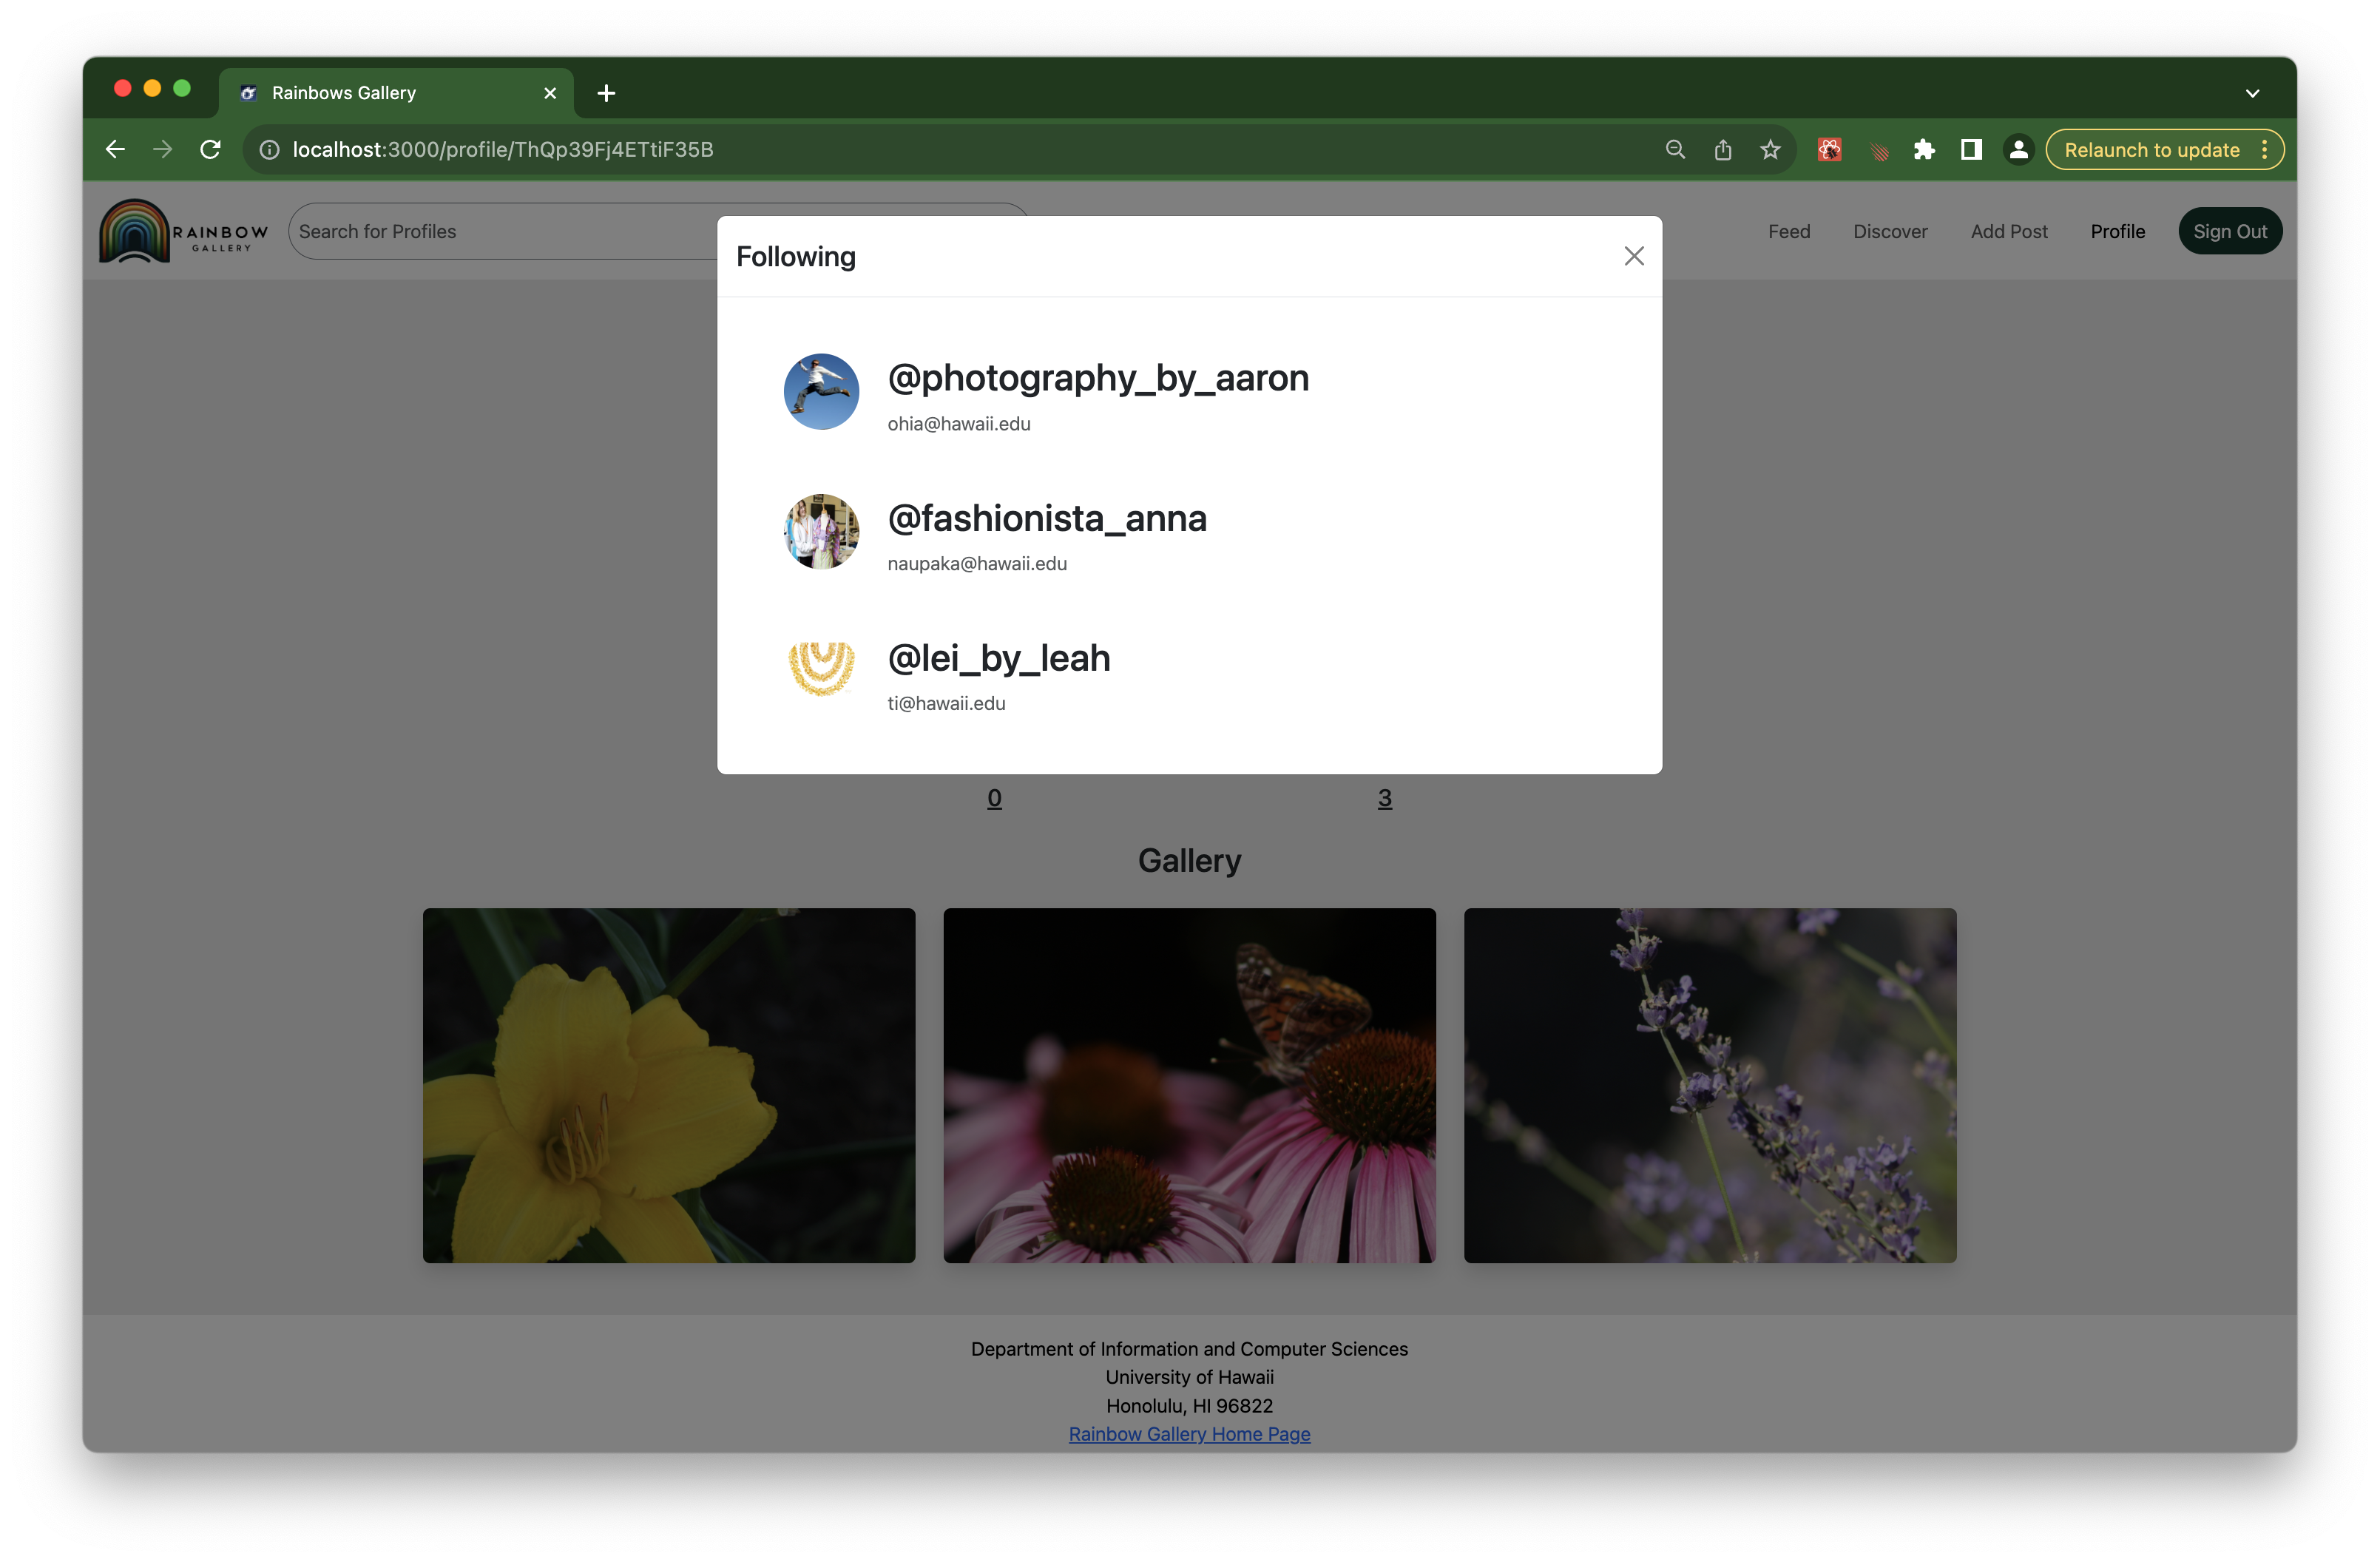 Rainbows Gallery
localhost:3000/profile/ThQp39Fj4ETtiF35B
Relaunch to update
RAINBOW
GALLERY
Search for Profiles
Feed
Discover
Add Post
Profile
Sign Out
Following
@photography_by_aaron
ohia@hawaii.edu
@fashionista_anna
naupaka@hawaii.edu
@lei_by_leah
ti@hawaii.edu
0
3
Gallery
Department of Information and Computer Sciences
University of Hawaii
Honolulu, HI 96822
Rainbow Gallery Home Page